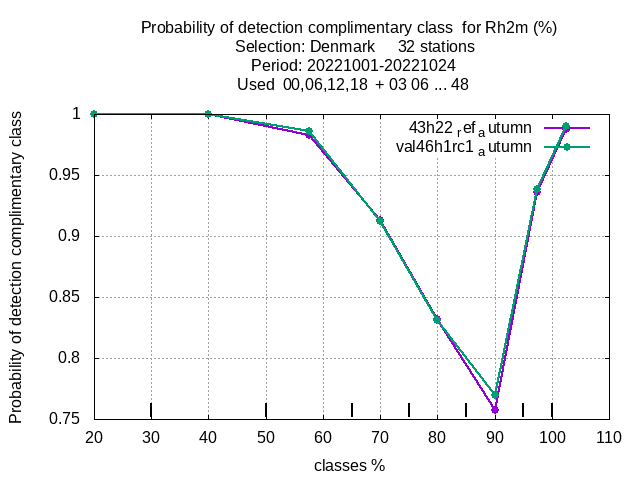 Probability of detection complimentary class  for Rh2m (%)
Selection: Denmark     32 stations
Period: 20221001-20221024
Used  00,06,12,18  + 03 06 ... 48
Probability of detection complimentary class
1
0.95
0.9
0.85
0.8
0.75
43h22 ref autumn
val46h1rc1 autumn
20 30 40 50 60 70 80 90 100 110
classes %